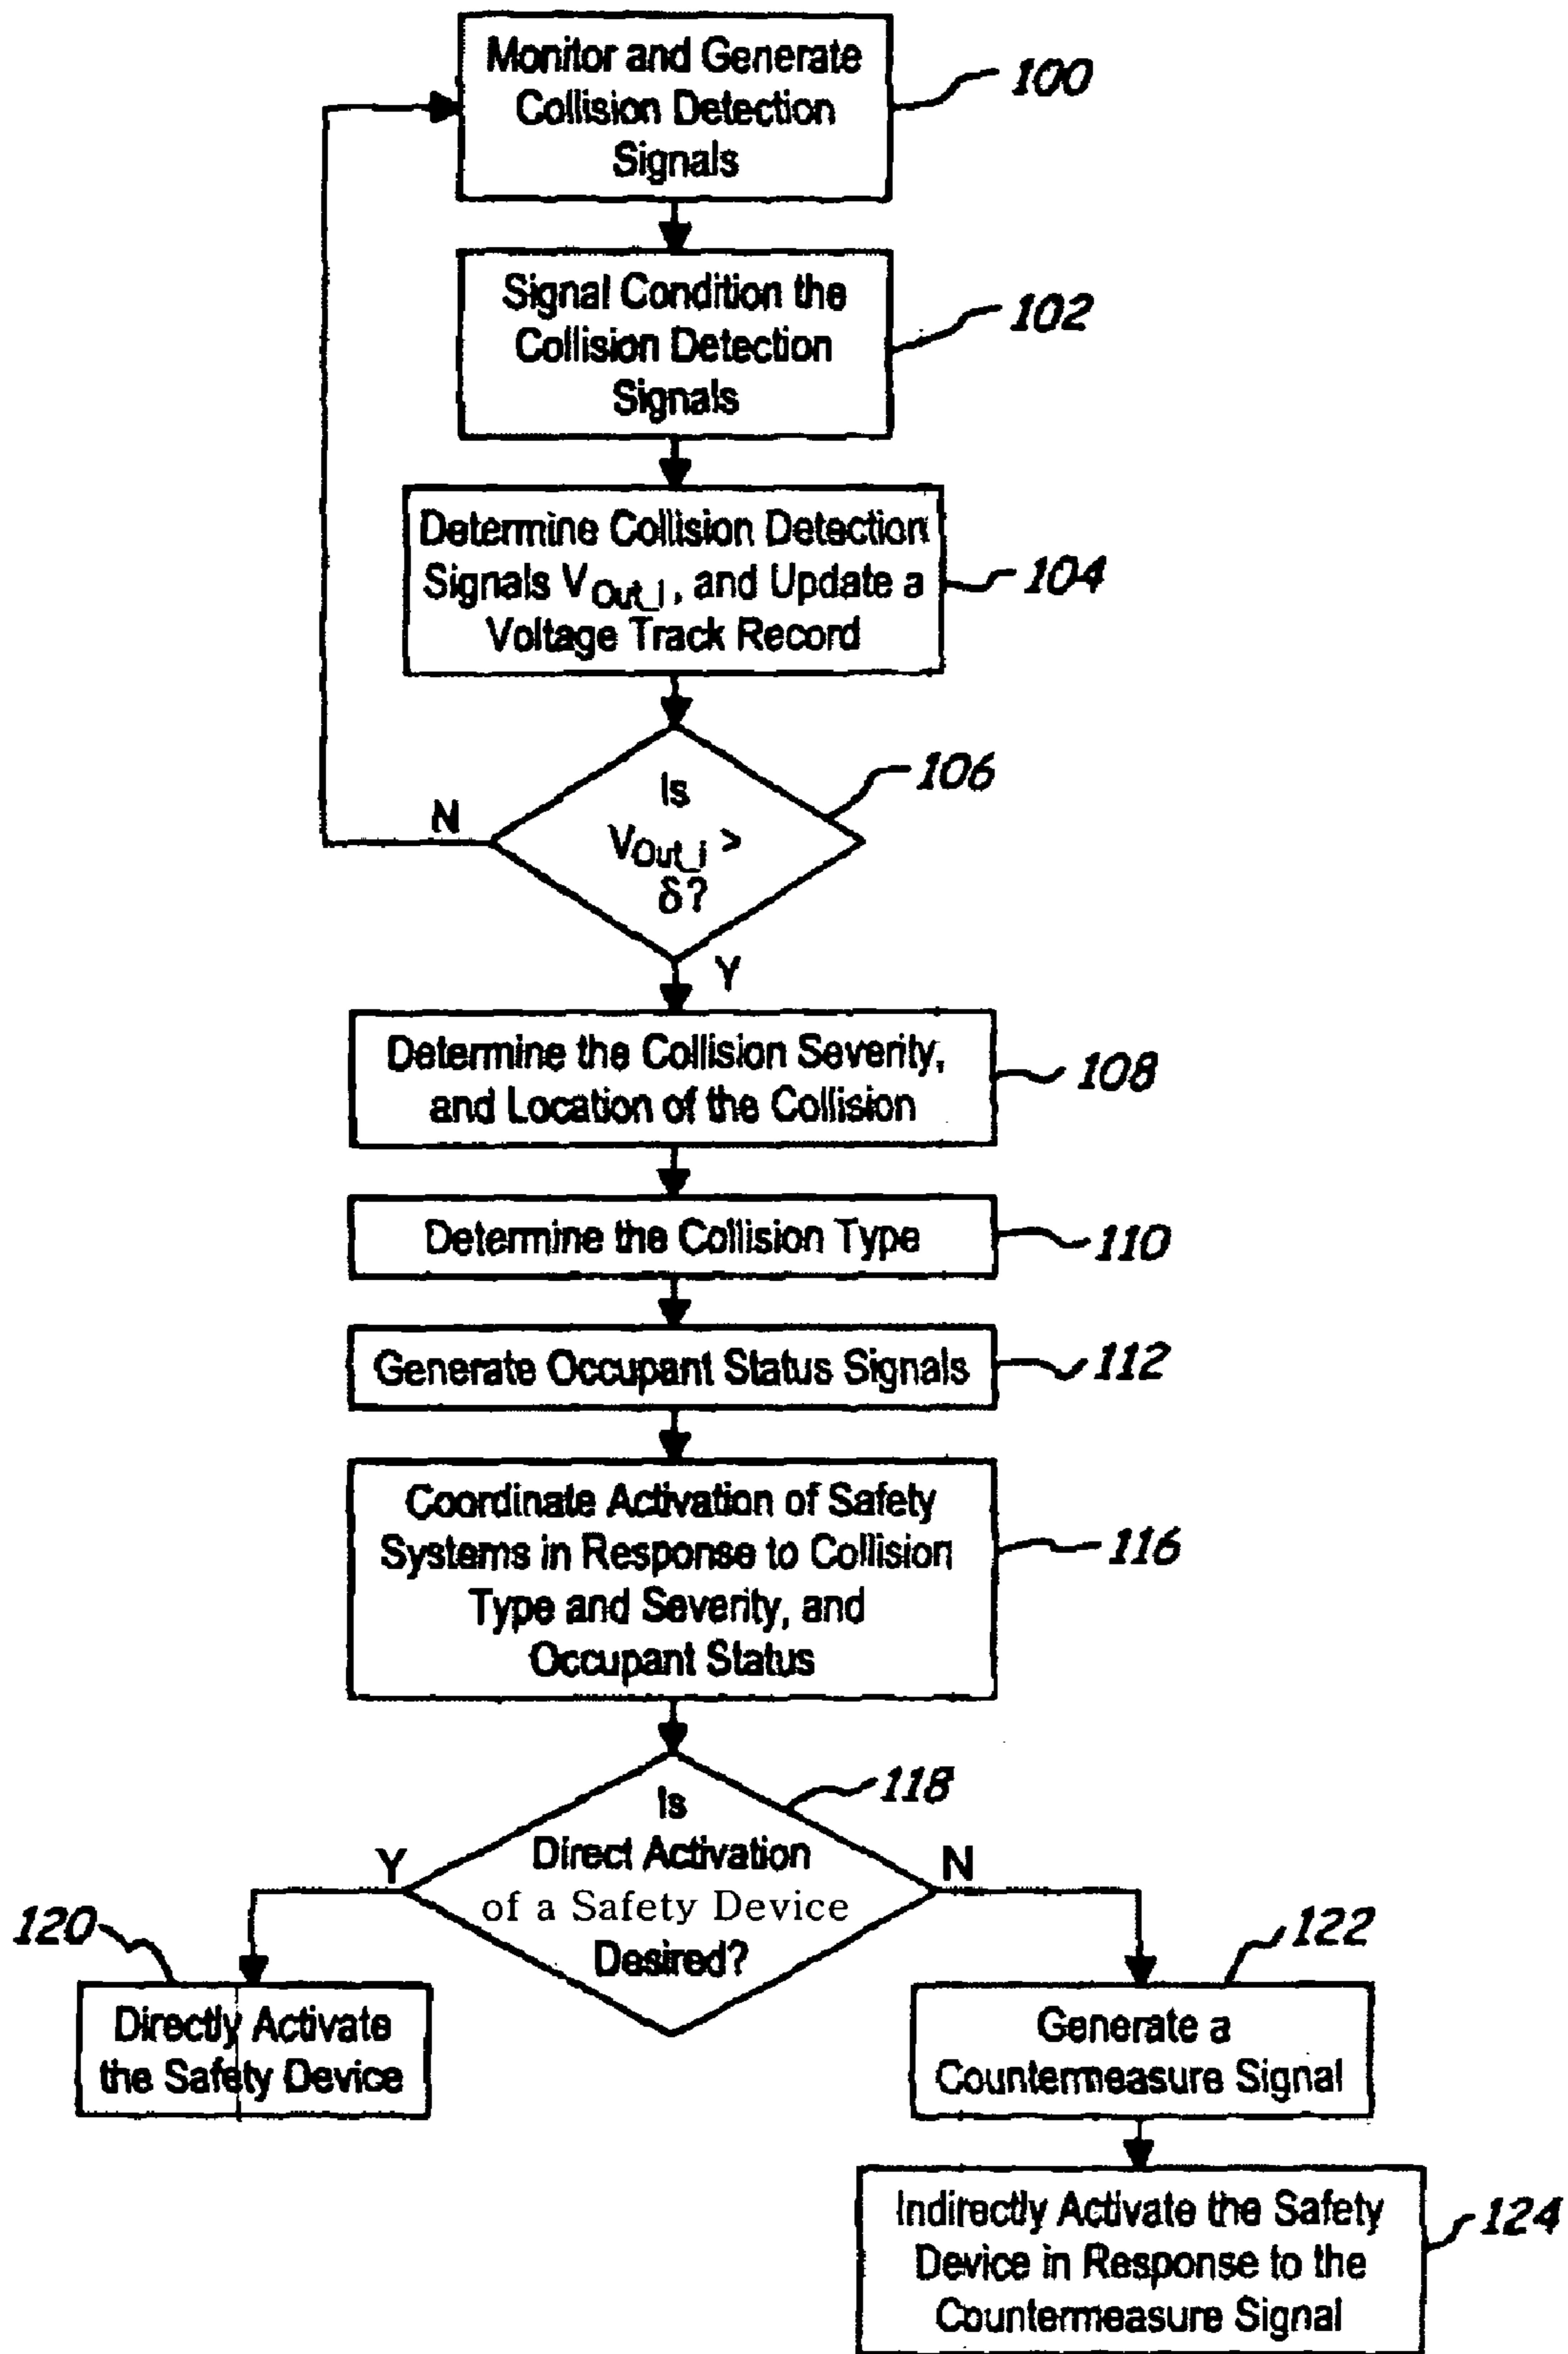 Monitor and Generate
Collision Detection
Signals
100
Signal Condition the
Collision Detection
Signals
102
Determine Collision Detection
Signals V_Out_i, and Update a
Voltage Track Record
104
Is
V_Out_i >
δ?
106
N
Y
Determine the Collision Severity,
and Location of the Collision
108
Determine the Collision Type
110
Generate Occupant Status Signals
112
Coordinate Activation of Safety
Systems in Response to Collision
Type and Severity, and
Occupant Status
116
Is
Direct Activation
of a Safety Device
Desired?
118
Y
N
120
Directly Activate
the Safety Device
122
Generate a
Countermeasure Signal
Indirectly Activate the Safety
Device in Response to the
Countermeasure Signal
124